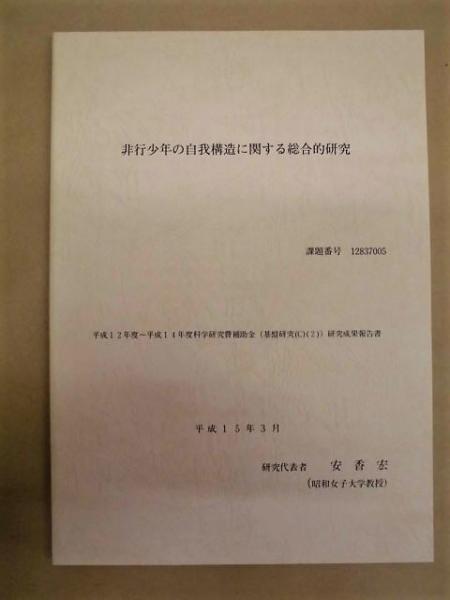 非行少年の自我構造に関する総合的研究
課題番号 12837005
平成12年度~平成14年度科学研究費補助金(基盤研究(C)(2))研究成果報告書
平成15年3月
研究代表者 安香宏
(昭和女子大学教授)